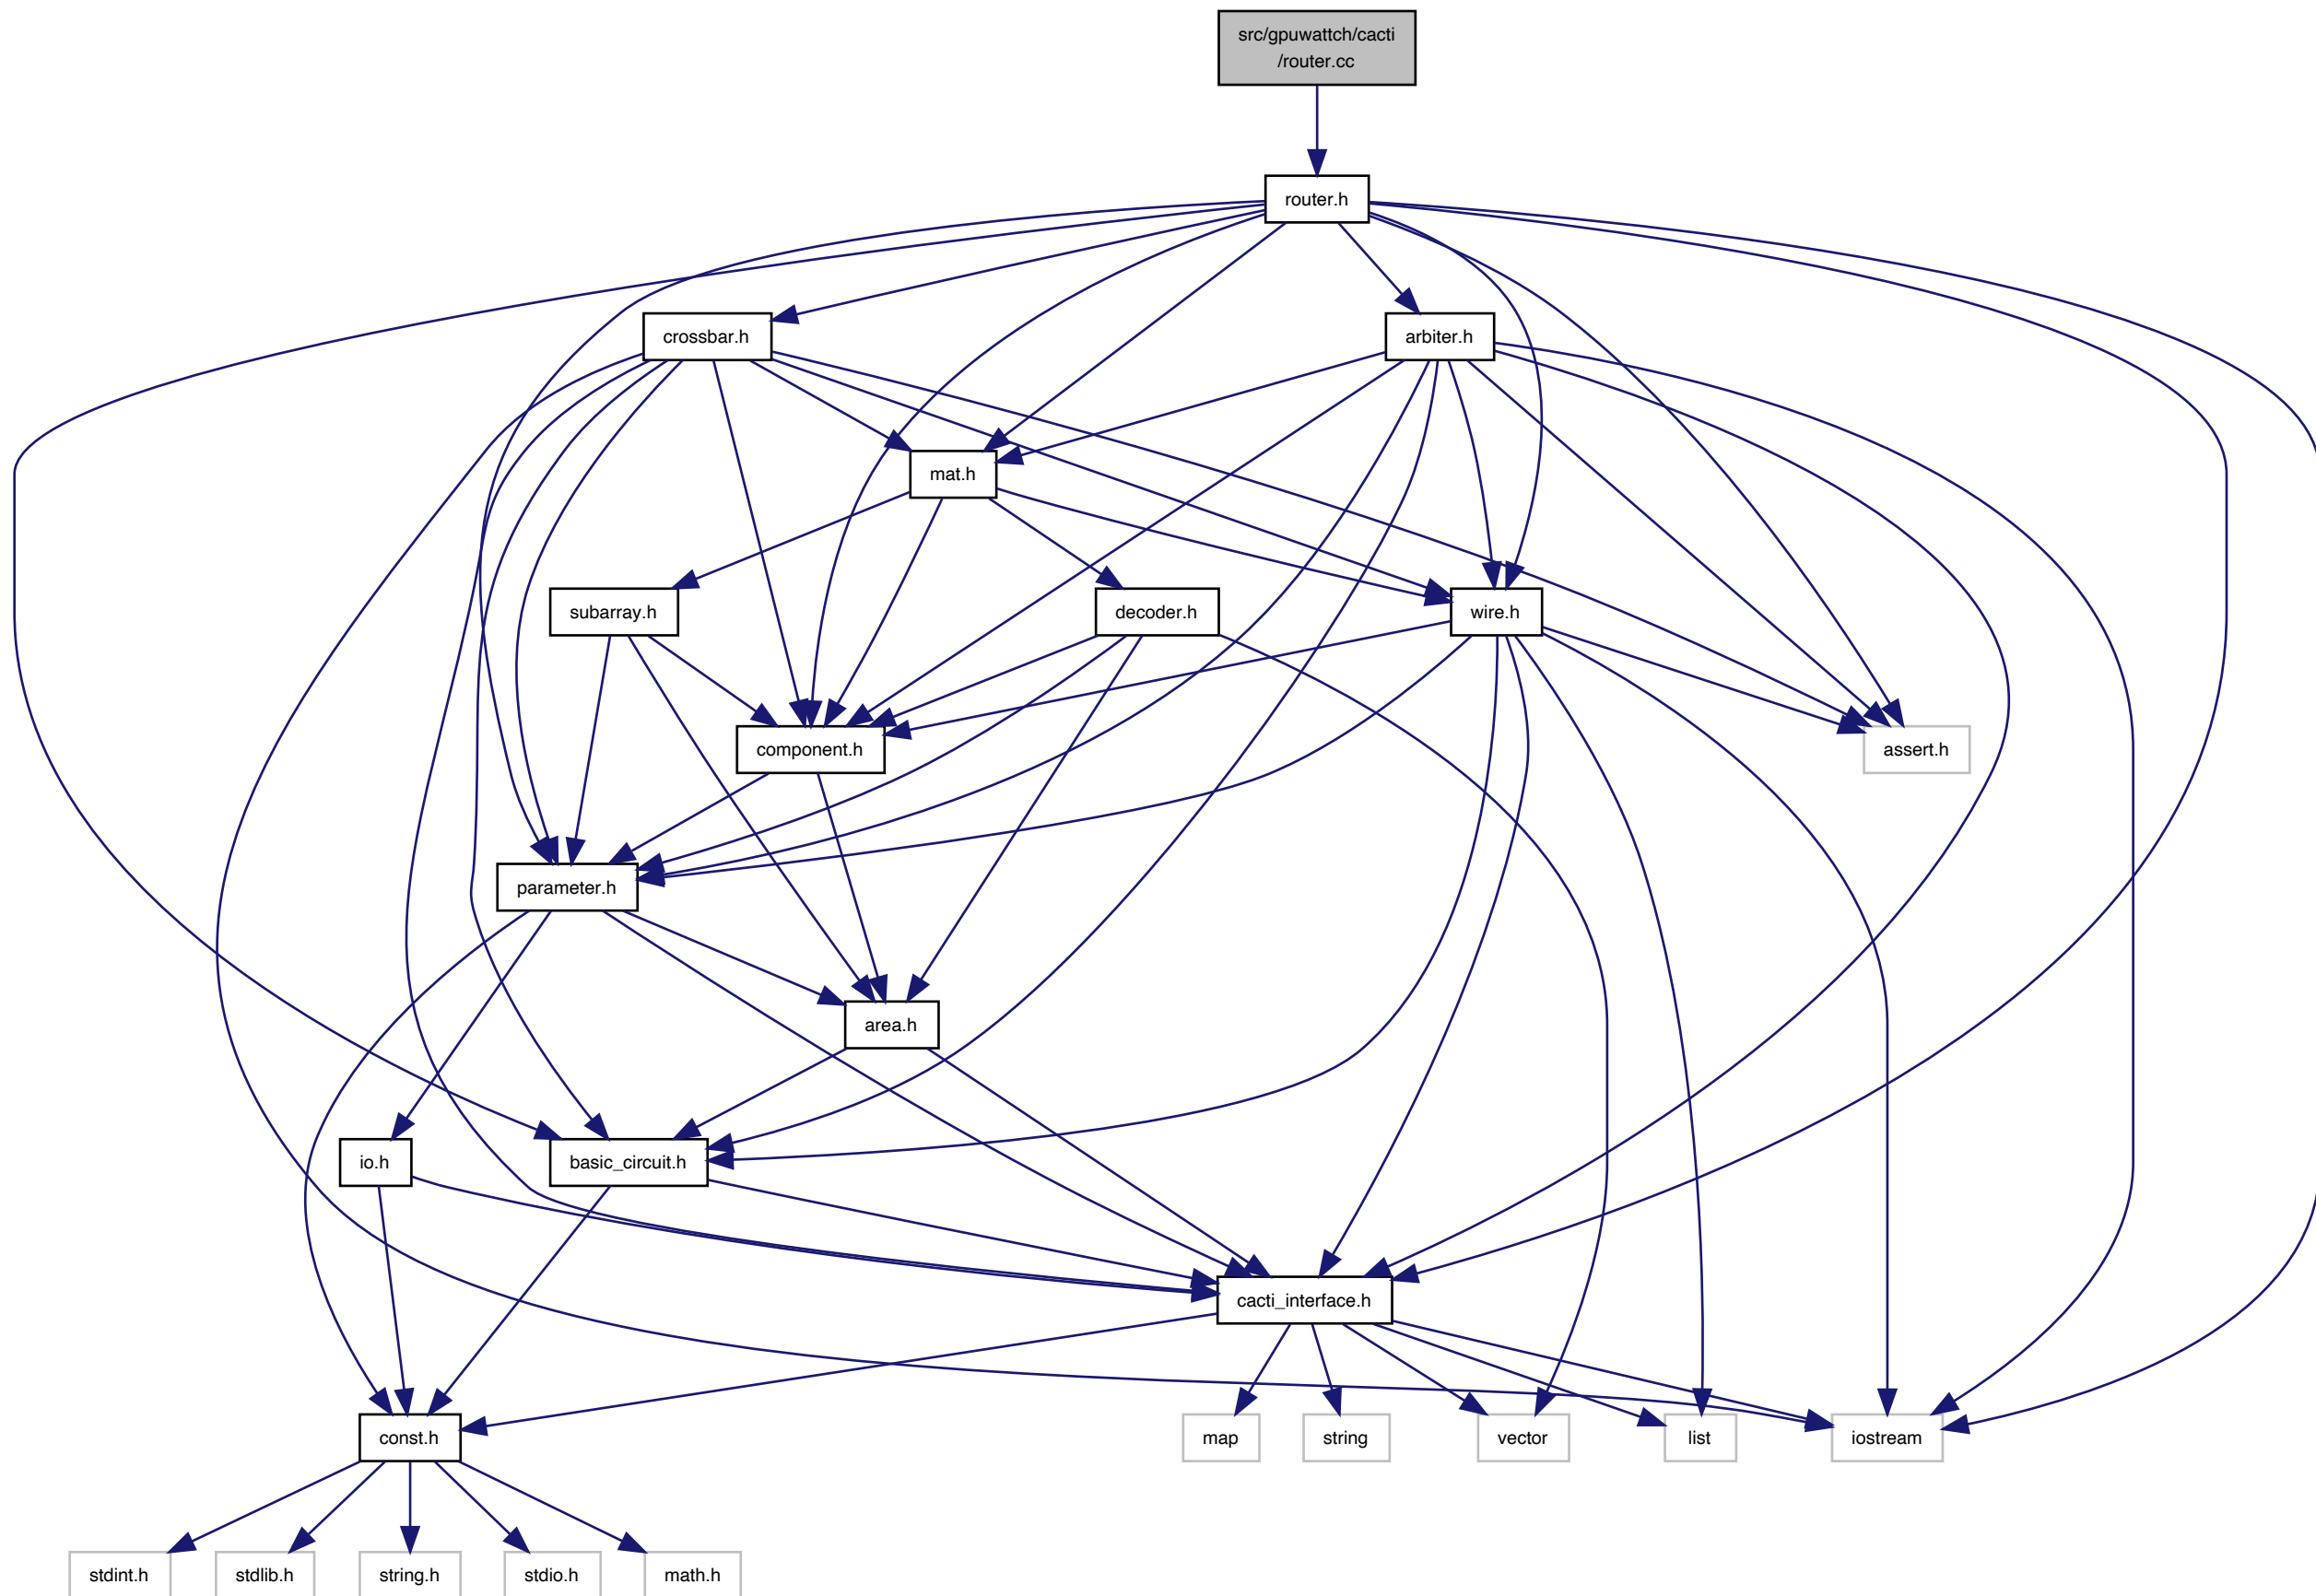 src/gpuwattch/cacti
/router.cc
router.h
crossbar.h
arbiter.h
mat.h
subarray.h
decoder.h
wire.h
component.h
assert.h
parameter.h
area.h
io.h
basic_circuit.h
cacti_interface.h
const.h
map
string
vector
list
iostream
stdint.h
stdlib.h
string.h
stdio.h
math.h